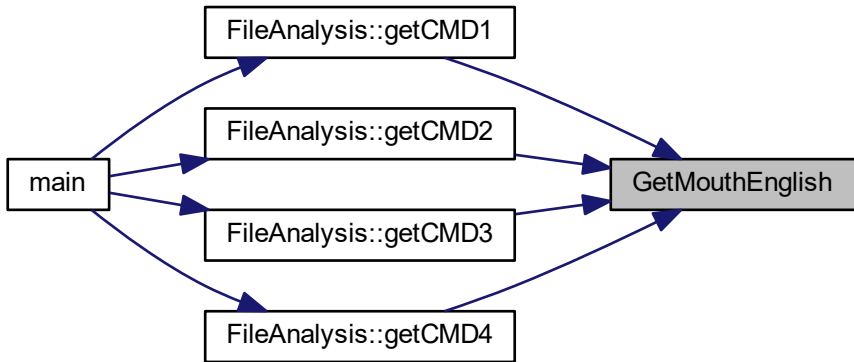 FileAnalysis::getCMD1
FileAnalysis::getCMD2
main
GetMouthEnglish
FileAnalysis::getCMD3
FileAnalysis::getCMD4